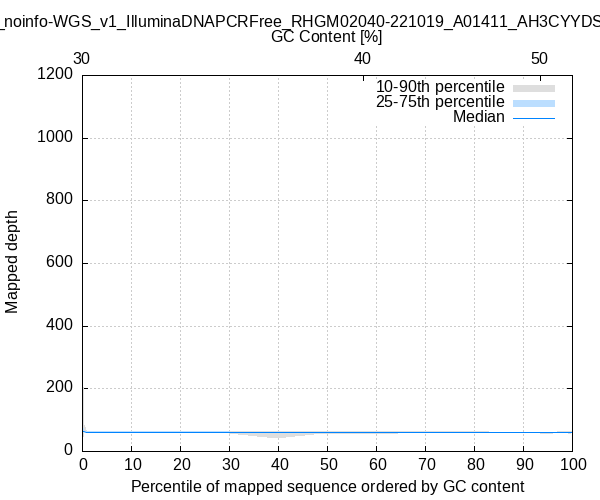 _noinfo-WGS_v1_IlluminaDNAPCRFree_RHGM02040-221019_A01411_AH3CYYDS
GC Content [%]
30 40 50
10-90th percentile
25-75th percentile
Median
1200
1000
800
600
400
200
0
Mapped depth
0 10 20 30 40 50 60 70 80 90 100
Percentile of mapped sequence ordered by GC content